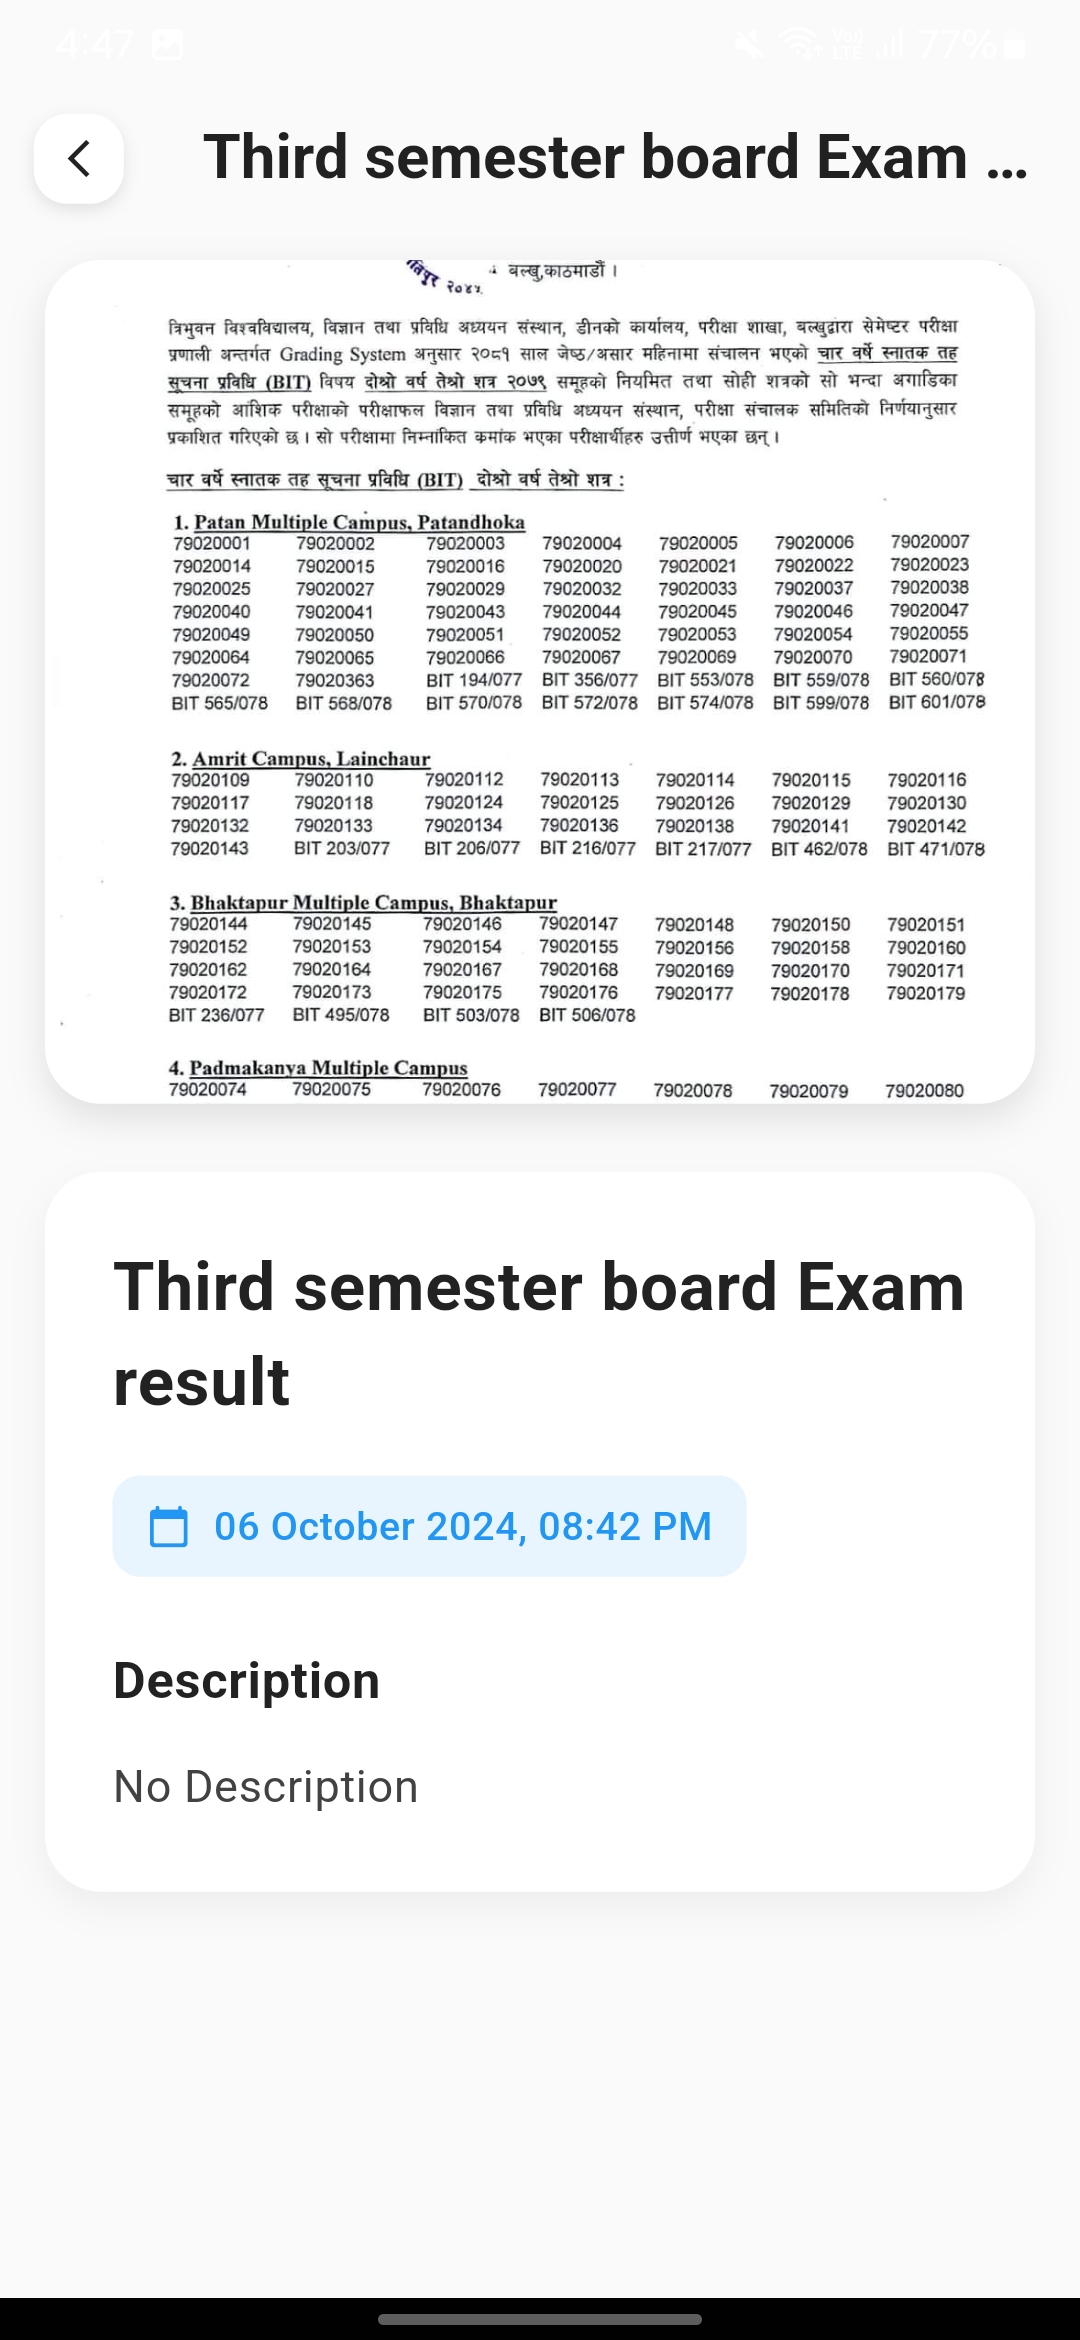 4:47
Vo)) LTE
77%
Third semester board Exam ...
२०४५
बल्खु,काठमाडौं ।
त्रिभुवन विश्वविद्यालय, विज्ञान तथा प्रविधि अध्ययन संस्थान, डीनको कार्यालय, परीक्षा शाखा, बल्खुद्वारा सेमेष्टर परीक्षा
प्रणाली अन्तर्गत Grading System अनुसार २०८१ साल जेष्ठ/असार महिनामा संचालन भएको चार वर्षे स्नातक तह
सूचना प्रविधि (BIT) विषय दोश्रो वर्ष तेश्रो शत्र २०७९ समूहको नियमित तथा सोही शत्रको सो भन्दा अगाडिका
समूहको आंशिक परीक्षाको परीक्षाफल विज्ञान तथा प्रविधि अध्ययन संस्थान, परीक्षा संचालक समितिको निर्णयानुसार
प्रकाशित गरिएको छ । सो परीक्षामा निम्नांकित क्रमांक भएका परीक्षार्थीहरु उत्तीर्ण भएका छन् ।
चार वर्षे स्नातक तह सूचना प्रविधि (BIT) दोश्रो वर्ष तेश्रो शत्र :
1. Patan Multiple Campus, Patandhoka
79020001 79020002 79020003 79020004 79020005 79020006 79020007
79020014 79020015 79020016 79020020 79020021 79020022 79020023
79020025 79020027 79020029 79020032 79020033 79020037 79020038
79020040 79020041 79020043 79020044 79020045 79020046 79020047
79020049 79020050 79020051 79020052 79020053 79020054 79020055
79020064 79020065 79020066 79020067 79020069 79020070 79020071
79020072 79020363 BIT 194/077 BIT 356/077 BIT 553/078 BIT 559/078 BIT 560/078
BIT 565/078 BIT 568/078 BIT 570/078 BIT 572/078 BIT 574/078 BIT 599/078 BIT 601/078
2. Amrit Campus, Lainchaur
79020109 79020110 79020112 79020113 79020114 79020115 79020116
79020117 79020118 79020124 79020125 79020126 79020129 79020130
79020132 79020133 79020134 79020136 79020138 79020141 79020142
79020143 BIT 203/077 BIT 206/077 BIT 216/077 BIT 217/077 BIT 462/078 BIT 471/078
3. Bhaktapur Multiple Campus, Bhaktapur
79020144 79020145 79020146 79020147 79020148 79020150 79020151
79020152 79020153 79020154 79020155 79020156 79020158 79020160
79020162 79020164 79020167 79020168 79020169 79020170 79020171
79020172 79020173 79020175 79020176 79020177 79020178 79020179
BIT 236/077 BIT 495/078 BIT 503/078 BIT 506/078
4. Padmakanya Multiple Campus
79020074 79020075 79020076 79020077 79020078 79020079 79020080
Third semester board Exam
result
06 October 2024, 08:42 PM
Description
No Description